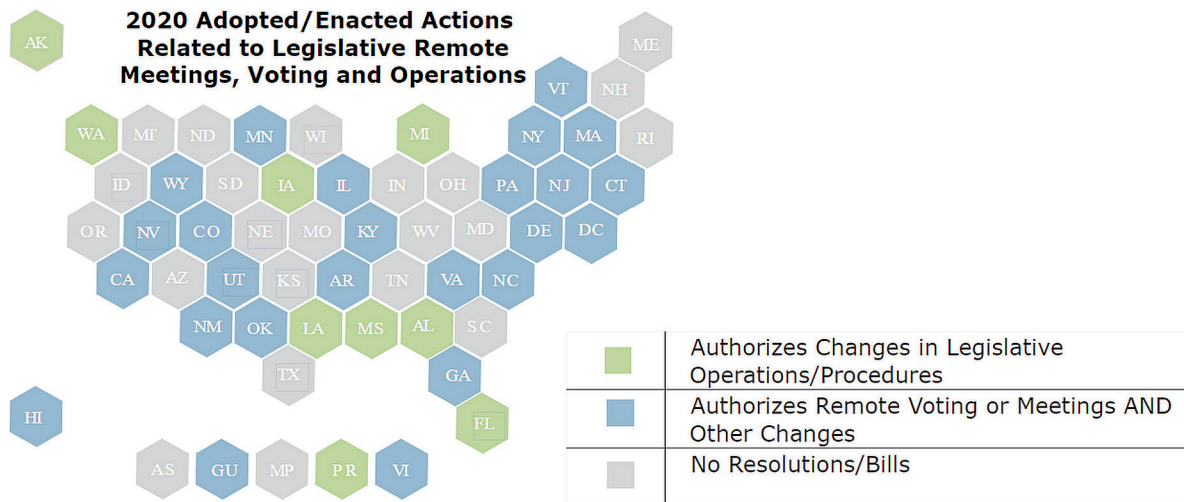 2020 Adopted/Enacted Actions
Related to Legislative Remote
Meetings, Voting and Operations
AK
ME
VT NH
WA MT ND MN WI MI NY MA RI
ID WY SD IA IL IN OH PA NJ CT
OR NV CO NE MO KY WV MD DE DC
CA AZ UT KS AR TN VA NC
NM OK LA MS AL SC
TX GA
HI FL
AS GU MP PR VI
Authorizes Changes in Legislative
Operations/Procedures
Authorizes Remote Voting or Meetings AND
Other Changes
No Resolutions/Bills